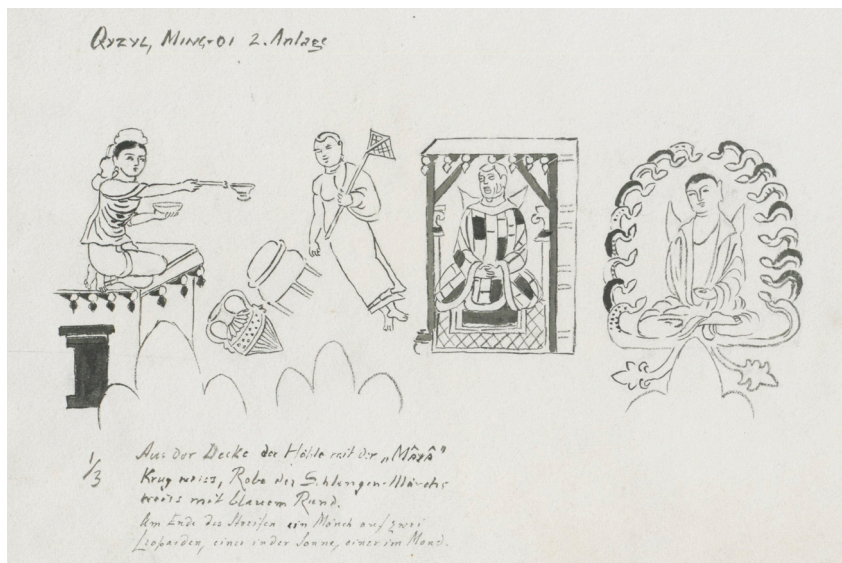 Qyzyl, Ming-oi 2. Anlage
1/3
Aus der Decke der Höhle mit der „Mâyâ"
Krug weiss, Robe des Schlangen-Mönchs
weiss mit blauem Rand.
Am Ende des Streifen ein Mönch auf zwei
Leoparden, einer in der Sonne, einer im Mond.